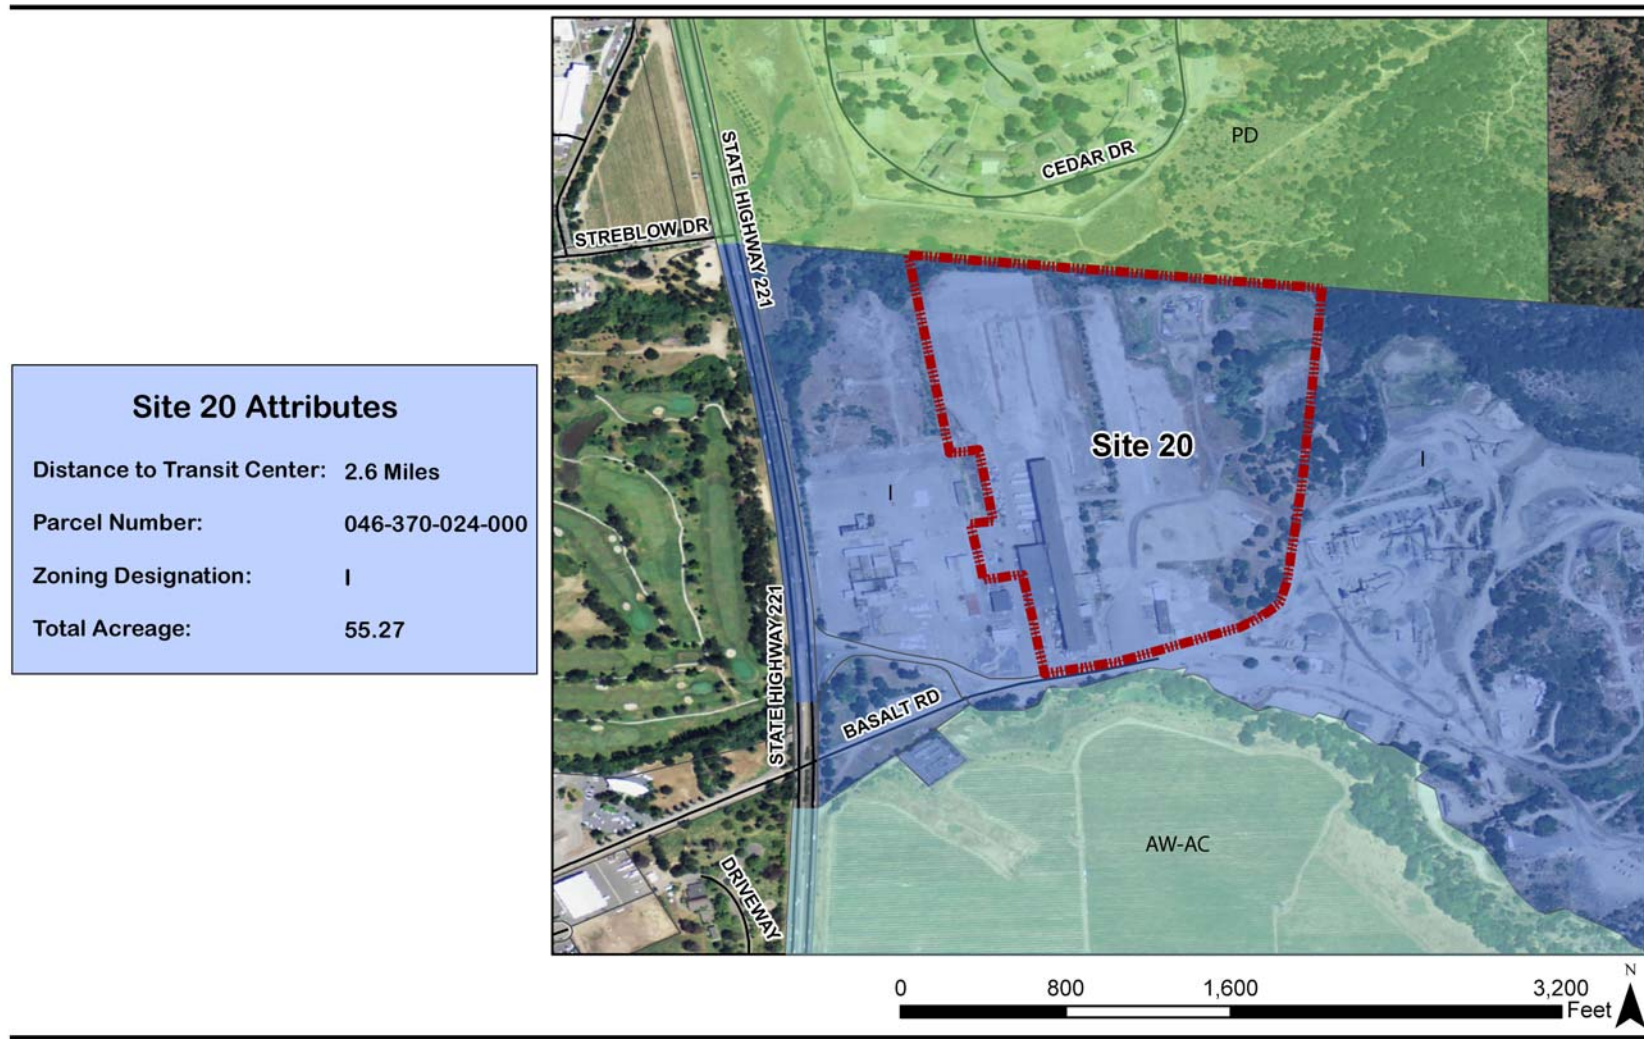 PD
CEDAR DR
STATE HIGHWAY 221
STREBLOW DR
Site 20 Attributes
Distance to Transit Center: 2.6 Miles
Parcel Number: 046-370-024-000
Zoning Designation: I
Total Acreage: 55.27
Site 20
I
I
STATE HIGHWAY 221
BASALT RD
AW-AC
DRIVEWAY
N
0 800 1,600 3,200
Feet